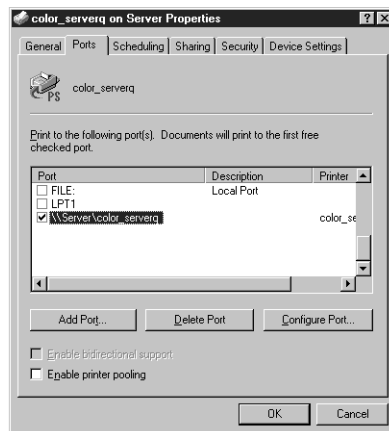 color_serverq on Server Properties
General Ports Scheduling Sharing Security Device Settings
PS color_serverq
Print to the following port(s). Documents will print to the first free
checked port.
Port Description Printer
FILE: Local Port
LPT1
\\Server\color_serverq color_se
Add Port... Delete Port Configure Port...
Enable bidirectional support
Enable printer pooling
OK Cancel